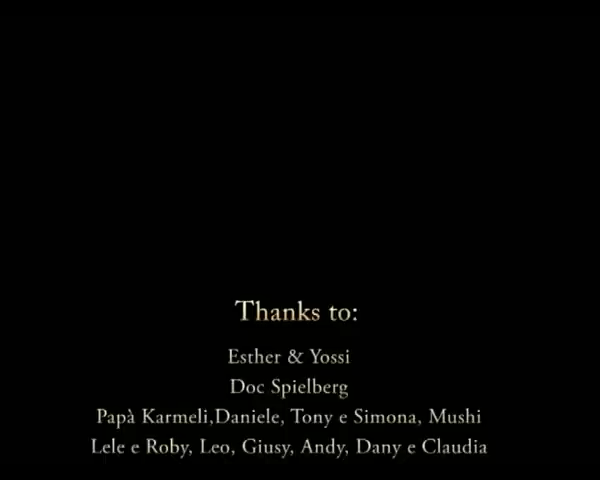 Thanks to:
Esther & Yossi
Doc Spielberg
Papà Karmeli,Daniele, Tony e Simona, Mushi
Lele e Roby, Leo, Giusy, Andy, Dany e Claudia